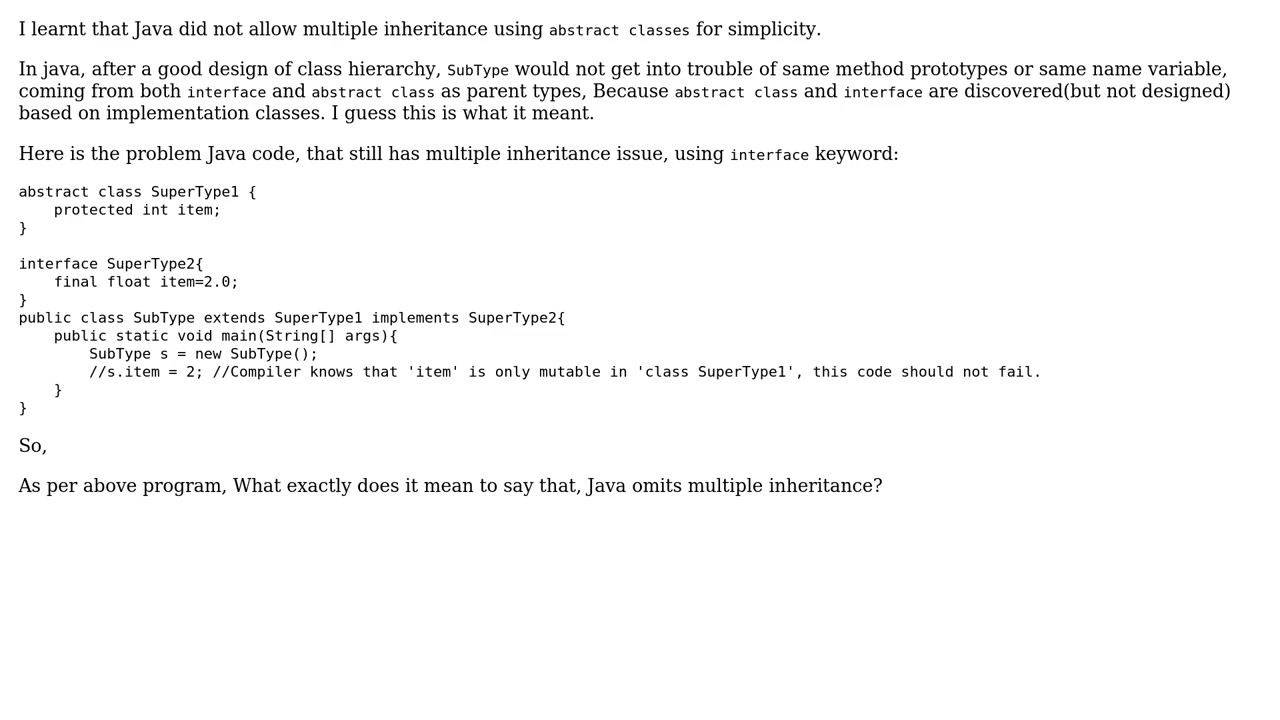 I learnt that Java did not allow multiple inheritance using abstract classes for simplicity.
In java, after a good design of class hierarchy, SubType would not get into trouble of same method prototypes or same name variable,
coming from both interface and abstract class as parent types, Because abstract class and interface are discovered(but not designed)
based on implementation classes. I guess this is what it meant.
Here is the problem Java code, that still has multiple inheritance issue, using interface keyword:
abstract class SuperType1 {
    protected int item;
}

interface SuperType2{
    final float item=2.0;
}
public class SubType extends SuperType1 implements SuperType2{
    public static void main(String[] args){
        SubType s = new SubType();
        //s.item = 2; //Compiler knows that 'item' is only mutable in 'class SuperType1', this code should not fail.
    }
}
So,
As per above program, What exactly does it mean to say that, Java omits multiple inheritance?